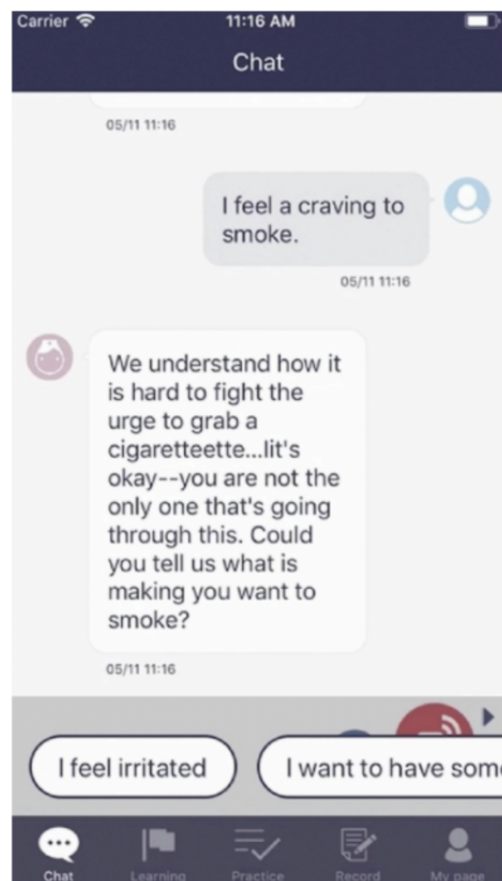 Carrier 11:16 AM
Chat
05/11 11:16
I feel a craving to
smoke.
05/11 11:16
We understand how it
is hard to fight the
urge to grab a
cigaretteette...lit's
okay--you are not the
only one that's going
through this. Could
you tell us what is
making you want to
smoke?
05/11 11:16
I feel irritated I want to have som
Chat Learning Practice Record My page